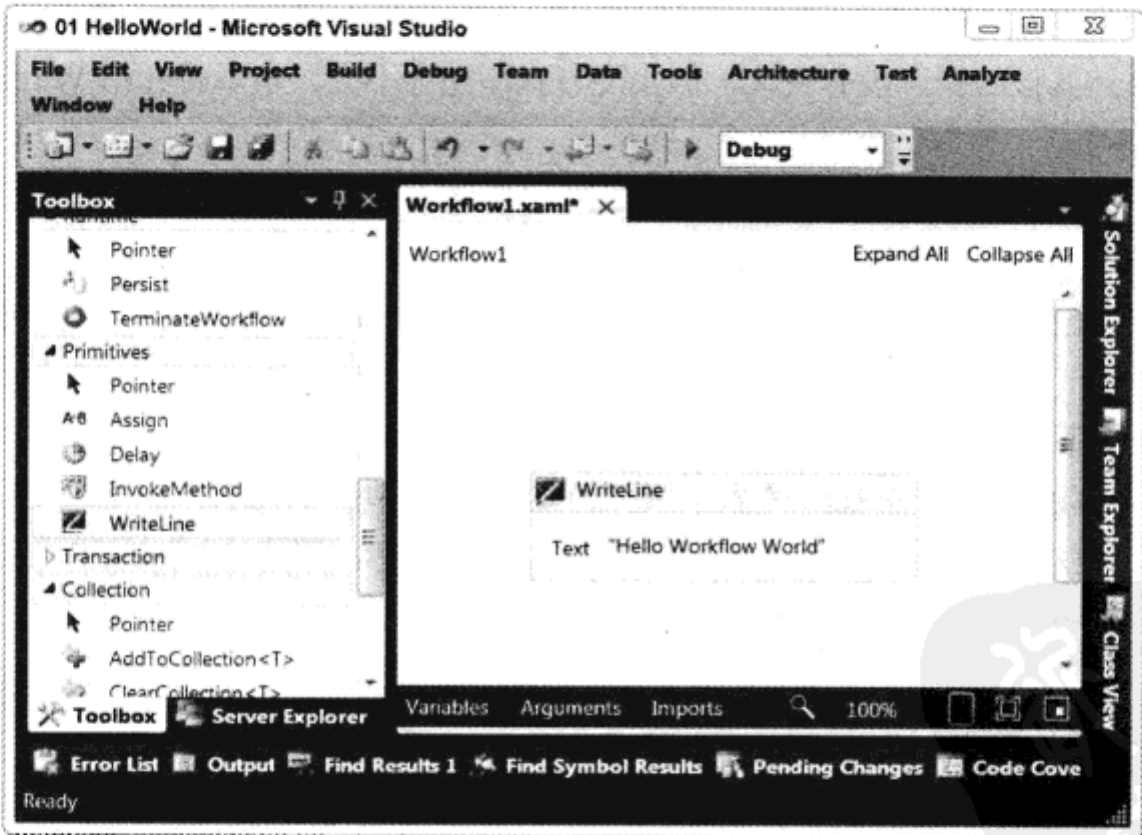 01 HelloWorld - Microsoft Visual Studio
File Edit View Project Build Debug Team Data Tools Architecture Test Analyze
Window Help
Debug
Toolbox
Runtime
Pointer
Persist
TerminateWorkflow
Primitives
Pointer
A+B Assign
Delay
InvokeMethod
WriteLine
Transaction
Collection
Pointer
AddToCollection<T>
ClearCollection<T>
Toolbox Server Explorer
Workflow1.xaml*
Workflow1 Expand All Collapse All
WriteLine
Text "Hello Workflow World"
Variables Arguments Imports 100%
Solution Explorer
Team Explorer
Class View
Error List Output Find Results 1 Find Symbol Results Pending Changes Code Cove
Ready